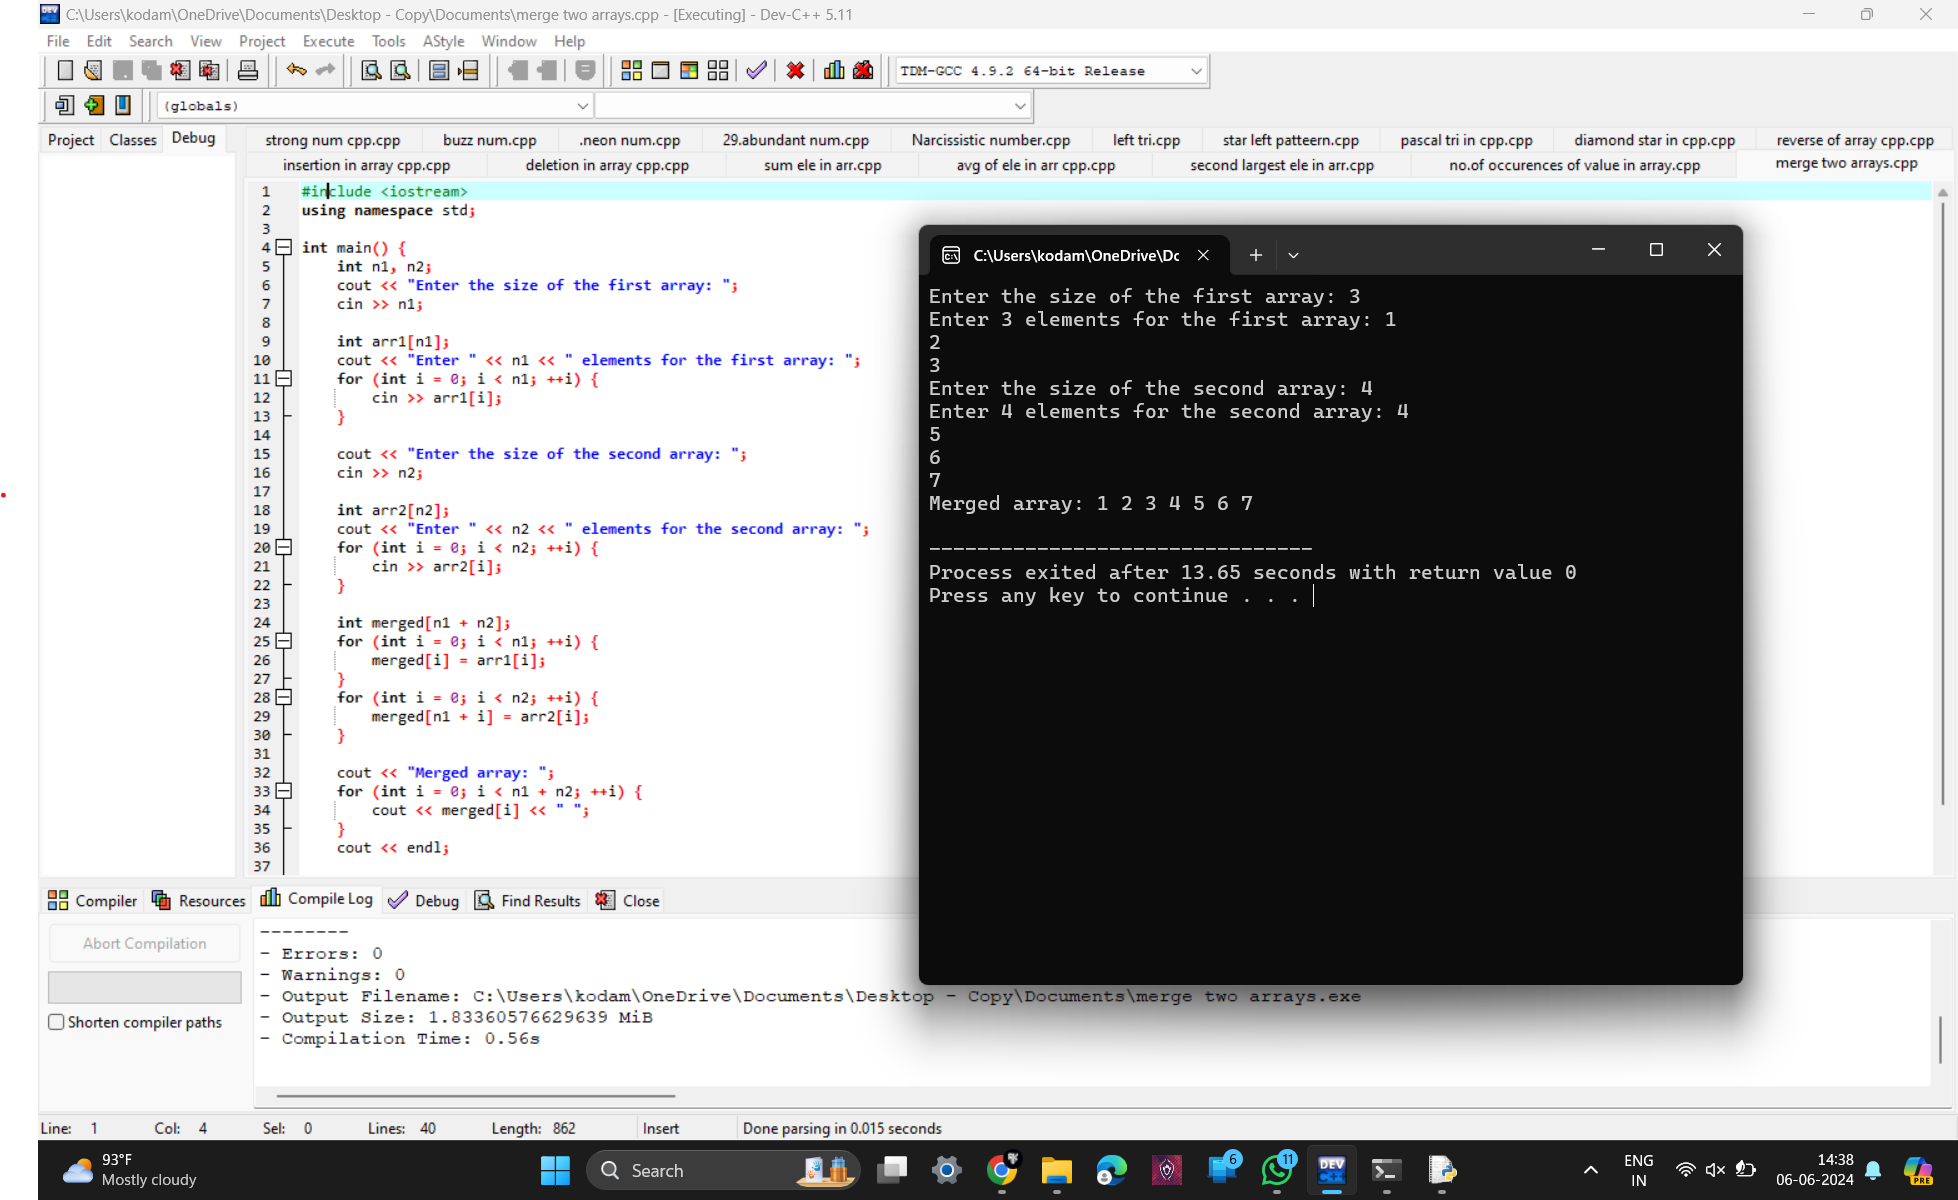 C:\Users\kodam\OneDrive\Documents\Desktop - Copy\Documents\merge two arrays.cpp - [Executing] - Dev-C++ 5.11
File Edit Search View Project Execute Tools AStyle Window Help
TDM-GCC 4.9.2 64-bit Release
(globals)
Project Classes Debug
strong num cpp.cpp buzz num.cpp .neon num.cpp 29.abundant num.cpp Narcissistic number.cpp left tri.cpp star left patteern.cpp pascal tri in cpp.cpp diamond star in cpp.cpp reverse of array cpp.cpp
insertion in array cpp.cpp deletion in array cpp.cpp sum ele in arr.cpp avg of ele in arr cpp.cpp second largest ele in arr.cpp no.of occurences of value in array.cpp merge two arrays.cpp
1 #include <iostream>
2 using namespace std;
3
4 int main() {
5 int n1, n2;
6 cout << "Enter the size of the first array: ";
7 cin >> n1;
8
9 int arr1[n1];
10 cout << "Enter " << n1 << " elements for the first array: ";
11 for (int i = 0; i < n1; ++i) {
12 cin >> arr1[i];
13 }
14
15 cout << "Enter the size of the second array: ";
16 cin >> n2;
17
18 int arr2[n2];
19 cout << "Enter " << n2 << " elements for the second array: ";
20 for (int i = 0; i < n2; ++i) {
21 cin >> arr2[i];
22 }
23
24 int merged[n1 + n2];
25 for (int i = 0; i < n1; ++i) {
26 merged[i] = arr1[i];
27 }
28 for (int i = 0; i < n2; ++i) {
29 merged[n1 + i] = arr2[i];
30 }
31
32 cout << "Merged array: ";
33 for (int i = 0; i < n1 + n2; ++i) {
34 cout << merged[i] << " ";
35 }
36 cout << endl;
37
C:\Users\kodam\OneDrive\Dc
Enter the size of the first array: 3
Enter 3 elements for the first array: 1
2
3
Enter the size of the second array: 4
Enter 4 elements for the second array: 4
5
6
7
Merged array: 1 2 3 4 5 6 7
--------------------------------
Process exited after 13.65 seconds with return value 0
Press any key to continue . . .
Compiler Resources Compile Log Debug Find Results Close
Abort Compilation
Shorten compiler paths
--------
- Errors: 0
- Warnings: 0
- Output Filename: C:\Users\kodam\OneDrive\Documents\Desktop - Copy\Documents\merge two arrays.exe
- Output Size: 1.83360576629639 MiB
- Compilation Time: 0.56s
Line: 1 Col: 4 Sel: 0 Lines: 40 Length: 862 Insert Done parsing in 0.015 seconds
93°F
Mostly cloudy
Search
6
11
DEV
C++
PRE
ENG
IN
14:38
06-06-2024